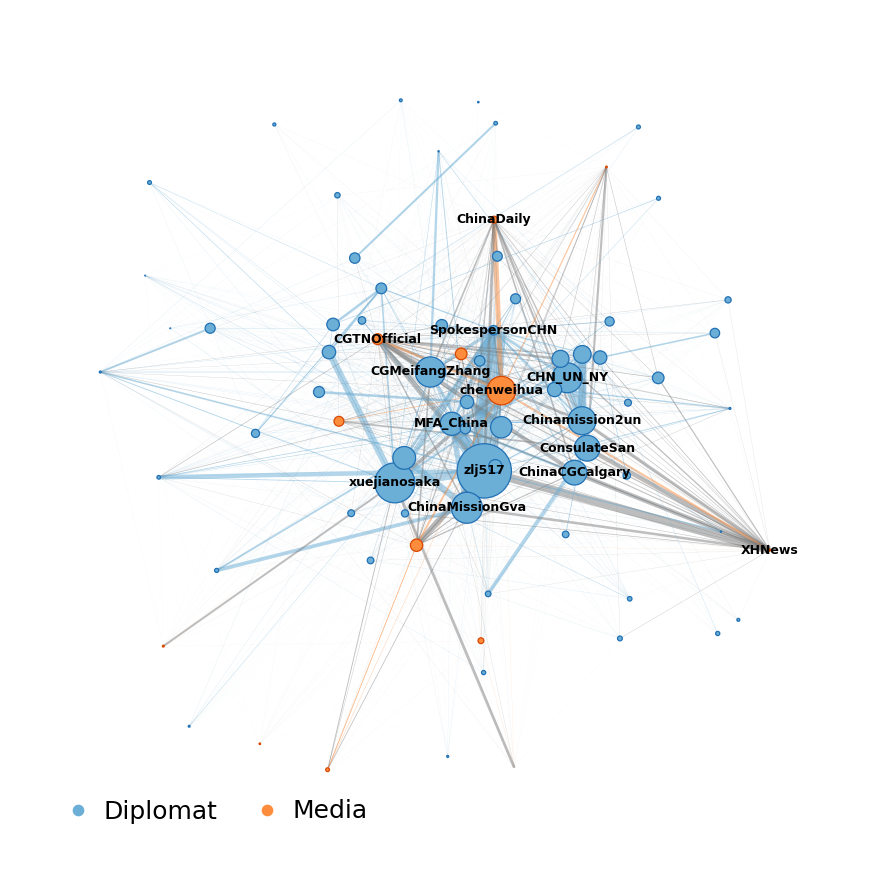 ChinaDaily
SpokespersonCHN
CGTNOfficial
CGMeifangZhang
CHN_UN_NY
chenweihua
MFA_China
Chinamission2un
ConsulateSan
zlj517
ChinaCGCalgary
xuejianosaka
ChinaMissionGva
XHNews
Diplomat
Media